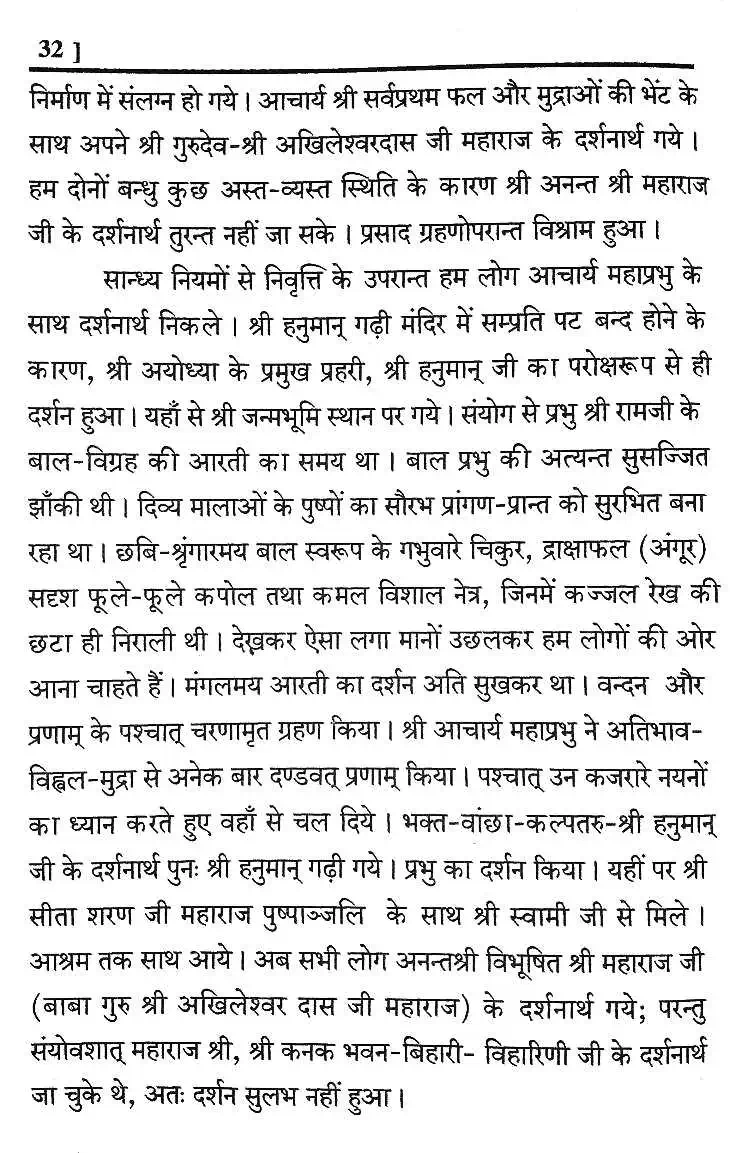 32 ]
निर्माण में संलग्न हो गये । आचार्य श्री सर्वप्रथम फल और मुद्राओं की भेंट के
साथ अपने श्री गुरुदेव-श्री अखिलेश्वरदास जी महाराज के दर्शनार्थ गये ।
हम दोनों बन्धु कुछ अस्त-व्यस्त स्थिति के कारण श्री अनन्त श्री महाराज
जी के दर्शनार्थ तुरन्त नहीं जा सके । प्रसाद ग्रहणोपरान्त विश्राम हुआ ।
सान्ध्य नियमों से निवृत्ति के उपरान्त हम लोग आचार्य महाप्रभु के
साथ दर्शनार्थ निकले । श्री हनुमान् गढ़ी मंदिर में सम्प्रति पट बन्द होने के
कारण, श्री अयोध्या के प्रमुख प्रहरी, श्री हनुमान् जी का परोक्षरूप से ही
दर्शन हुआ । यहाँ से श्री जन्मभूमि स्थान पर गये । संयोग से प्रभु श्री रामजी के
बाल-विग्रह की आरती का समय था । बाल प्रभु की अत्यन्त सुसज्जित
झाँकी थी । दिव्य मालाओं के पुष्पों का सौरभ प्रांगण-प्रान्त को सुरभित बना
रहा था । छबि-श्रृंगारमय बाल स्वरूप के गभुवारे चिकुर, द्राक्षाफल (अंगूर)
सदृश फूले-फूले कपोल तथा कमल विशाल नेत्र, जिनमें कज्जल रेख की
छटा ही निराली थी । देखकर ऐसा लगा मानों उछलकर हम लोगों की ओर
आना चाहते हैं । मंगलमय आरती का दर्शन अति सुखकर था । वन्दन और
प्रणाम् के पश्चात् चरणामृत ग्रहण किया । श्री आचार्य महाप्रभु ने अतिभाव-
विह्वल-मुद्रा से अनेक बार दण्डवत् प्रणाम् किया । पश्चात् उन कजरारे नयनों
का ध्यान करते हुए वहाँ से चल दिये । भक्त-वांछा-कल्पतरु-श्री हनुमान्
जी के दर्शनार्थ पुनः श्री हनुमान् गढ़ी गये । प्रभु का दर्शन किया । यहीं पर श्री
सीता शरण जी महाराज पुष्पाञ्जलि के साथ श्री स्वामी जी से मिले ।
आश्रम तक साथ आये । अब सभी लोग अनन्तश्री विभूषित श्री महाराज जी
(बाबा गुरु श्री अखिलेश्वर दास जी महाराज) के दर्शनार्थ गये; परन्तु
संयोवशात् महाराज श्री, श्री कनक भवन-बिहारी- विहारिणी जी के दर्शनार्थ
जा चुके थे, अतः दर्शन सुलभ नहीं हुआ ।